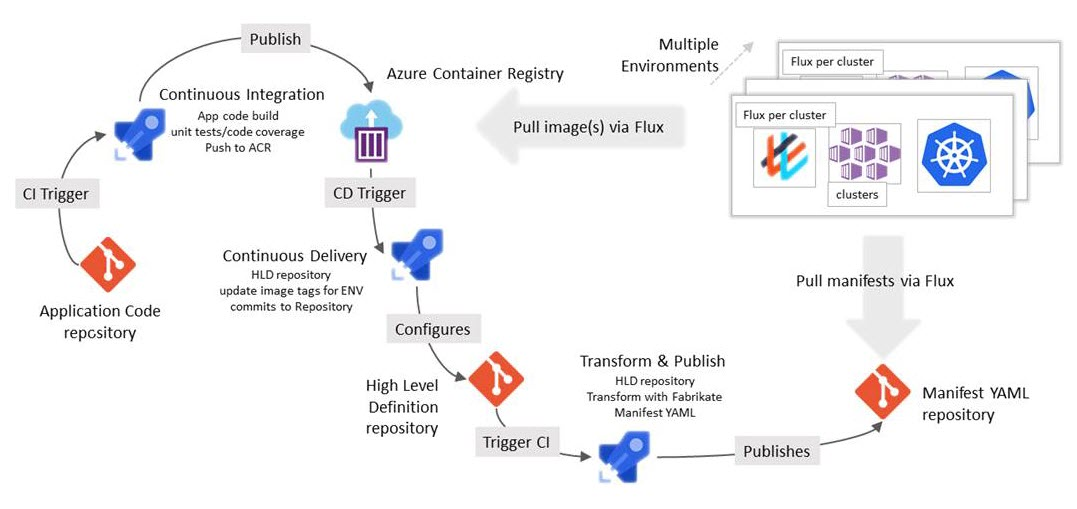 Publish
Multiple
Environments
Flux per cluster
Azure Container Registry
Continuous Integration
App code build
unit tests/code coverage
Push to ACR
Pull image(s) via Flux
Flux per cluster
clusters
CI Trigger
CD Trigger
Continuous Delivery
HLD repository
update image tags for ENV
commits to Repository
Pull manifests via Flux
Application Code
repository
Configures
High Level
Definition
repository
Transform & Publish
HLD repository
Transform with Fabrikate
Manifest YAML
Manifest YAML
repository
Trigger CI
Publishes